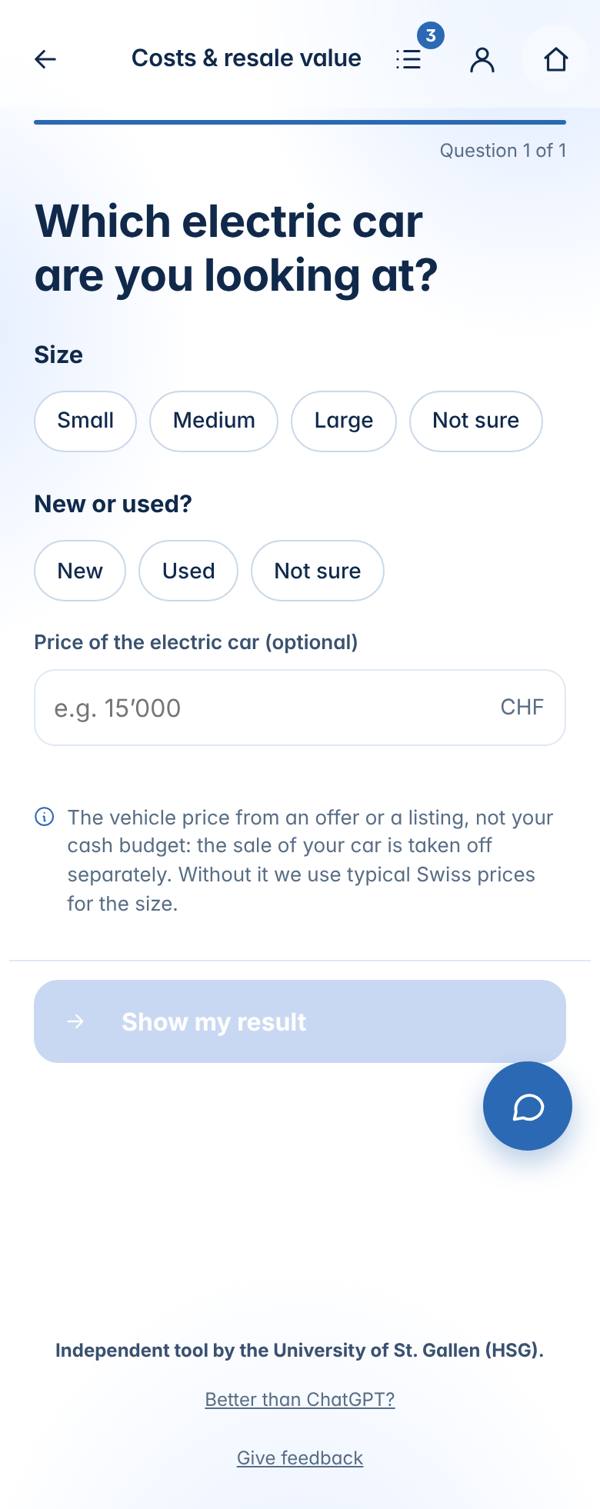 Costs & resale value
3
Question 1 of 1
Which electric car
are you looking at?
Size
Small
Medium
Large
Not sure
New or used?
New
Used
Not sure
Price of the electric car (optional)
e.g. 15’000
CHF
The vehicle price from an offer or a listing, not your
cash budget: the sale of your car is taken off
separately. Without it we use typical Swiss prices
for the size.
Show my result
Independent tool by the University of St. Gallen (HSG).
Better than ChatGPT?
Give feedback